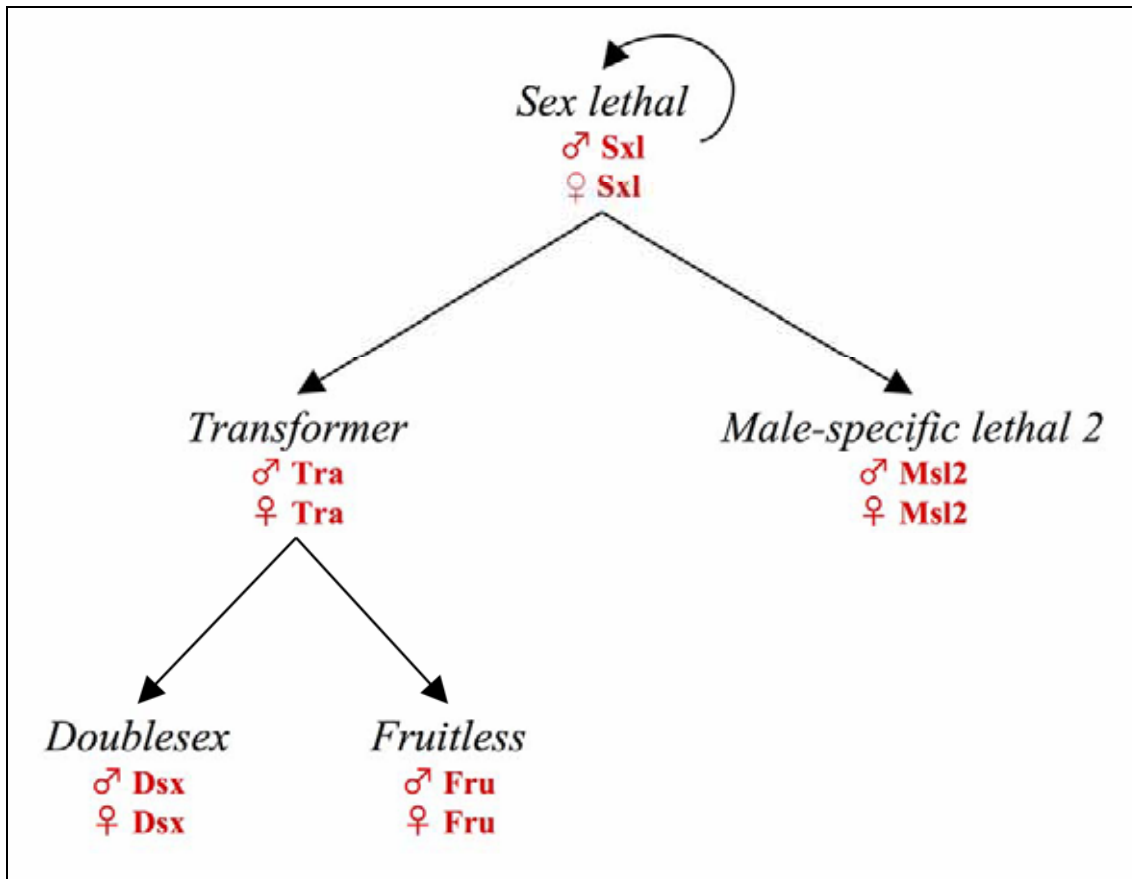 Sex lethal
♂ Sxl
♀ Sxl
Transformer
♂ Tra
♀ Tra
Male-specific lethal 2
♂ Msl2
♀ Msl2
Doublesex
♂ Dsx
♀ Dsx
Fruitless
♂ Fru
♀ Fru